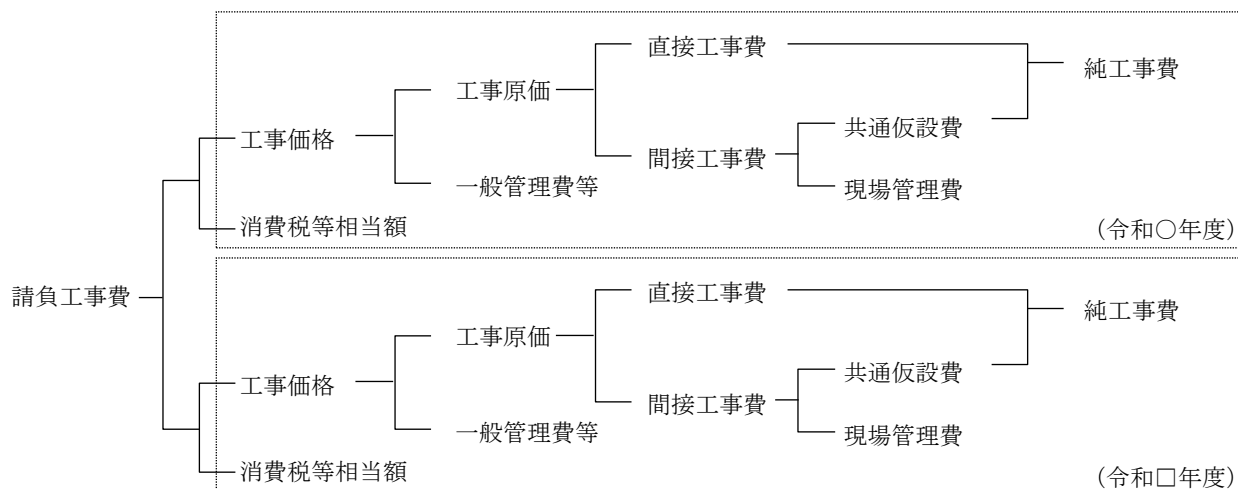 直接工事費
純工事費
工事原価
共通仮設費
工事価格
間接工事費
一般管理費等
現場管理費
消費税等相当額
(令和○年度)
請負工事費
直接工事費
純工事費
工事原価
共通仮設費
工事価格
間接工事費
一般管理費等
現場管理費
消費税等相当額
(令和□年度)